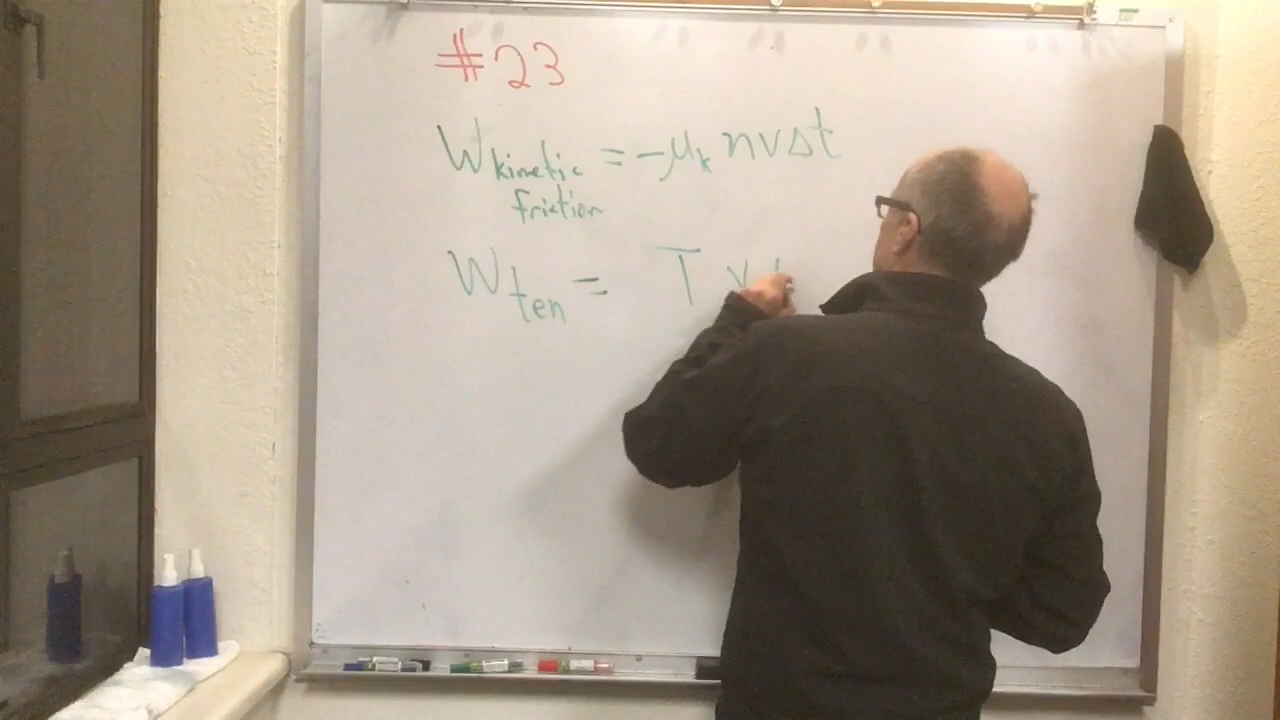 #23
W kinetic friction = -μₖ n v Δt
W ten = T v